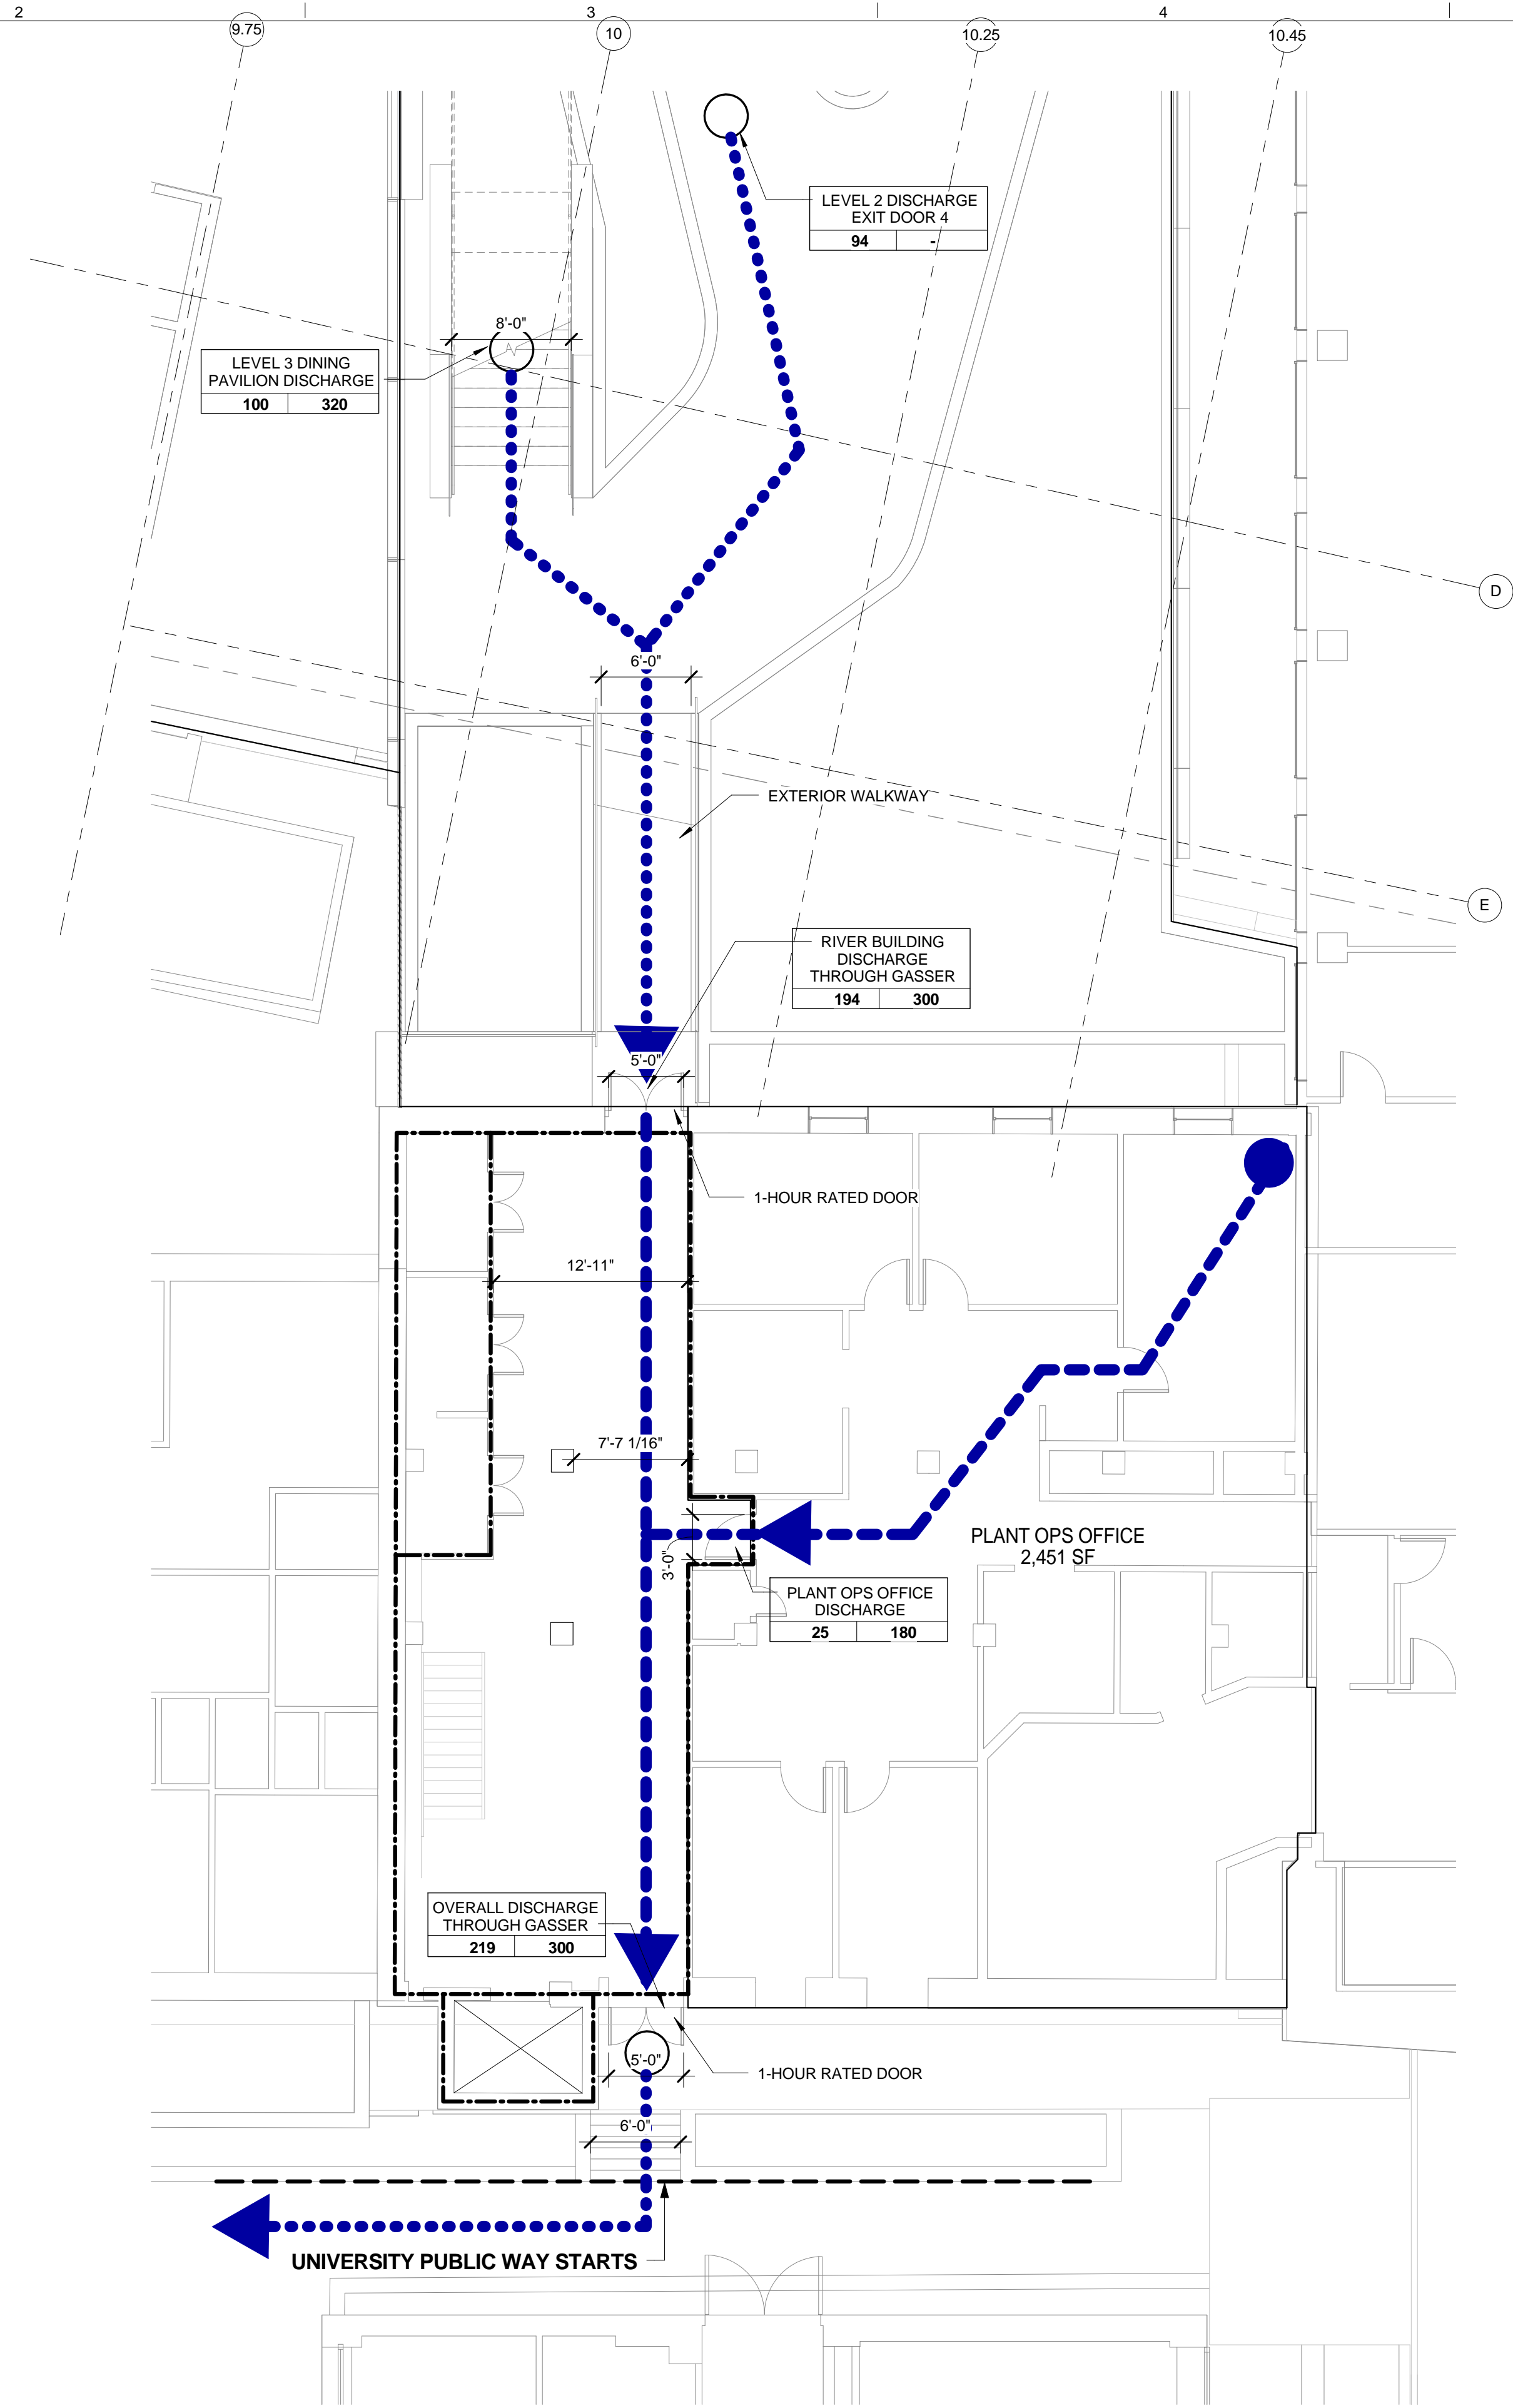 2 3 4
9.75 10 10.25 10.45
LEVEL 2 DISCHARGE
EXIT DOOR 4
94 -
8'-0"
LEVEL 3 DINING
PAVILION DISCHARGE
100 320
D
6'-0"
EXTERIOR WALKWAY
E
RIVER BUILDING
DISCHARGE
THROUGH GASSER
194 300
5'-0"
1-HOUR RATED DOOR
12'-11"
7'-7 1/16"
PLANT OPS OFFICE
2,451 SF
3'-0"
PLANT OPS OFFICE
DISCHARGE
25 180
OVERALL DISCHARGE
THROUGH GASSER
219 300
5'-0"
1-HOUR RATED DOOR
6'-0"
UNIVERSITY PUBLIC WAY STARTS